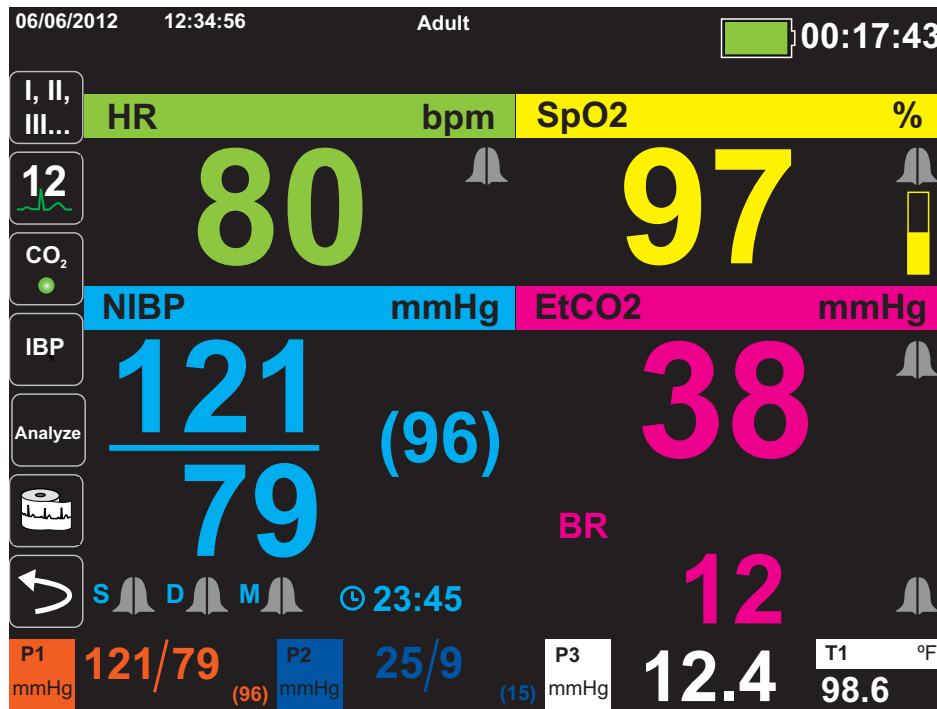 06/06/2012 12:34:56 Adult 00:17:43
I, II,
III...
HR bpm
SpO2 %
80
97
12
CO2
NIBP mmHg
EtCO2 mmHg
IBP
121
79
(96)
38
Analyze
BR
12
S D M 23:45
P1
mmHg
121/79
(96)
P2
mmHg
25/9
(15)
P3
mmHg
12.4
T1 ºF
98.6